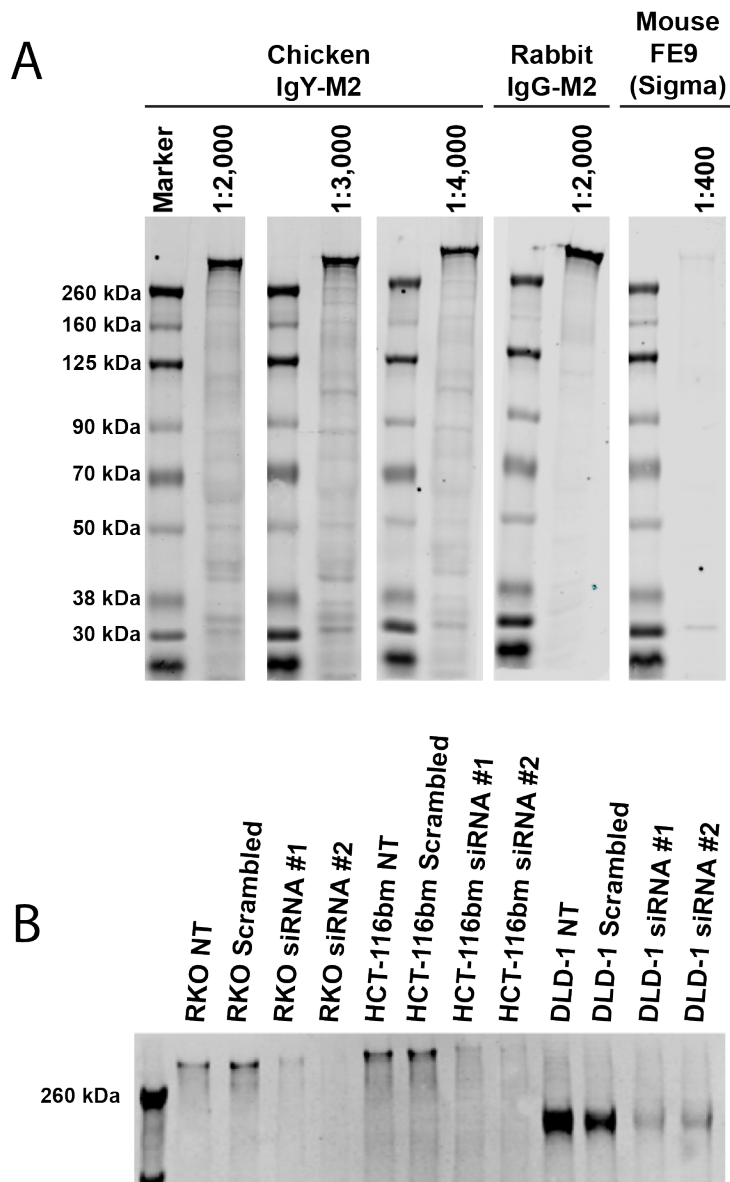 A
Chicken
IgY-M2
Rabbit
IgG-M2
Mouse
FE9
(Sigma)
Marker
1:2,000
1:3,000
1:4,000
1:2,000
1:400
260 kDa
160 kDa
125 kDa
90 kDa
70 kDa
50 kDa
38 kDa
30 kDa
B
RKO NT
RKO Scrambled
RKO siRNA #1
RKO siRNA #2
HCT-116bm NT
HCT-116bm Scrambled
HCT-116bm siRNA #1
HCT-116bm siRNA #2
DLD-1 NT
DLD-1 Scrambled
DLD-1 siRNA #1
DLD-1 siRNA #2
260 kDa